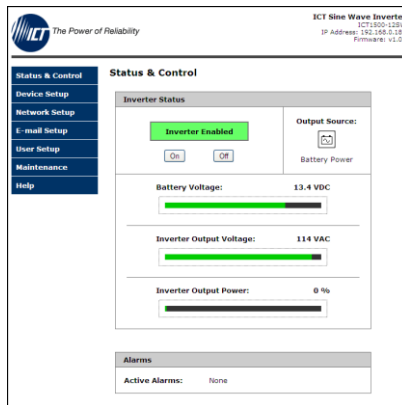 ICT The Power of Reliability
ICT Sine Wave Inverte
IP Address: 192.168.0.18
Firmware: v1.0
Status & Control
Device Setup
Network Setup
E-mail Setup
User Setup
Maintenance
Help
Status & Control
Inverter Status
Inverter Enabled
On Off
Output Source:
Battery Power
Battery Voltage: 13.4 VDC
Inverter Output Voltage: 114 VAC
Inverter Output Power: 0 %
Alarms
Active Alarms: None